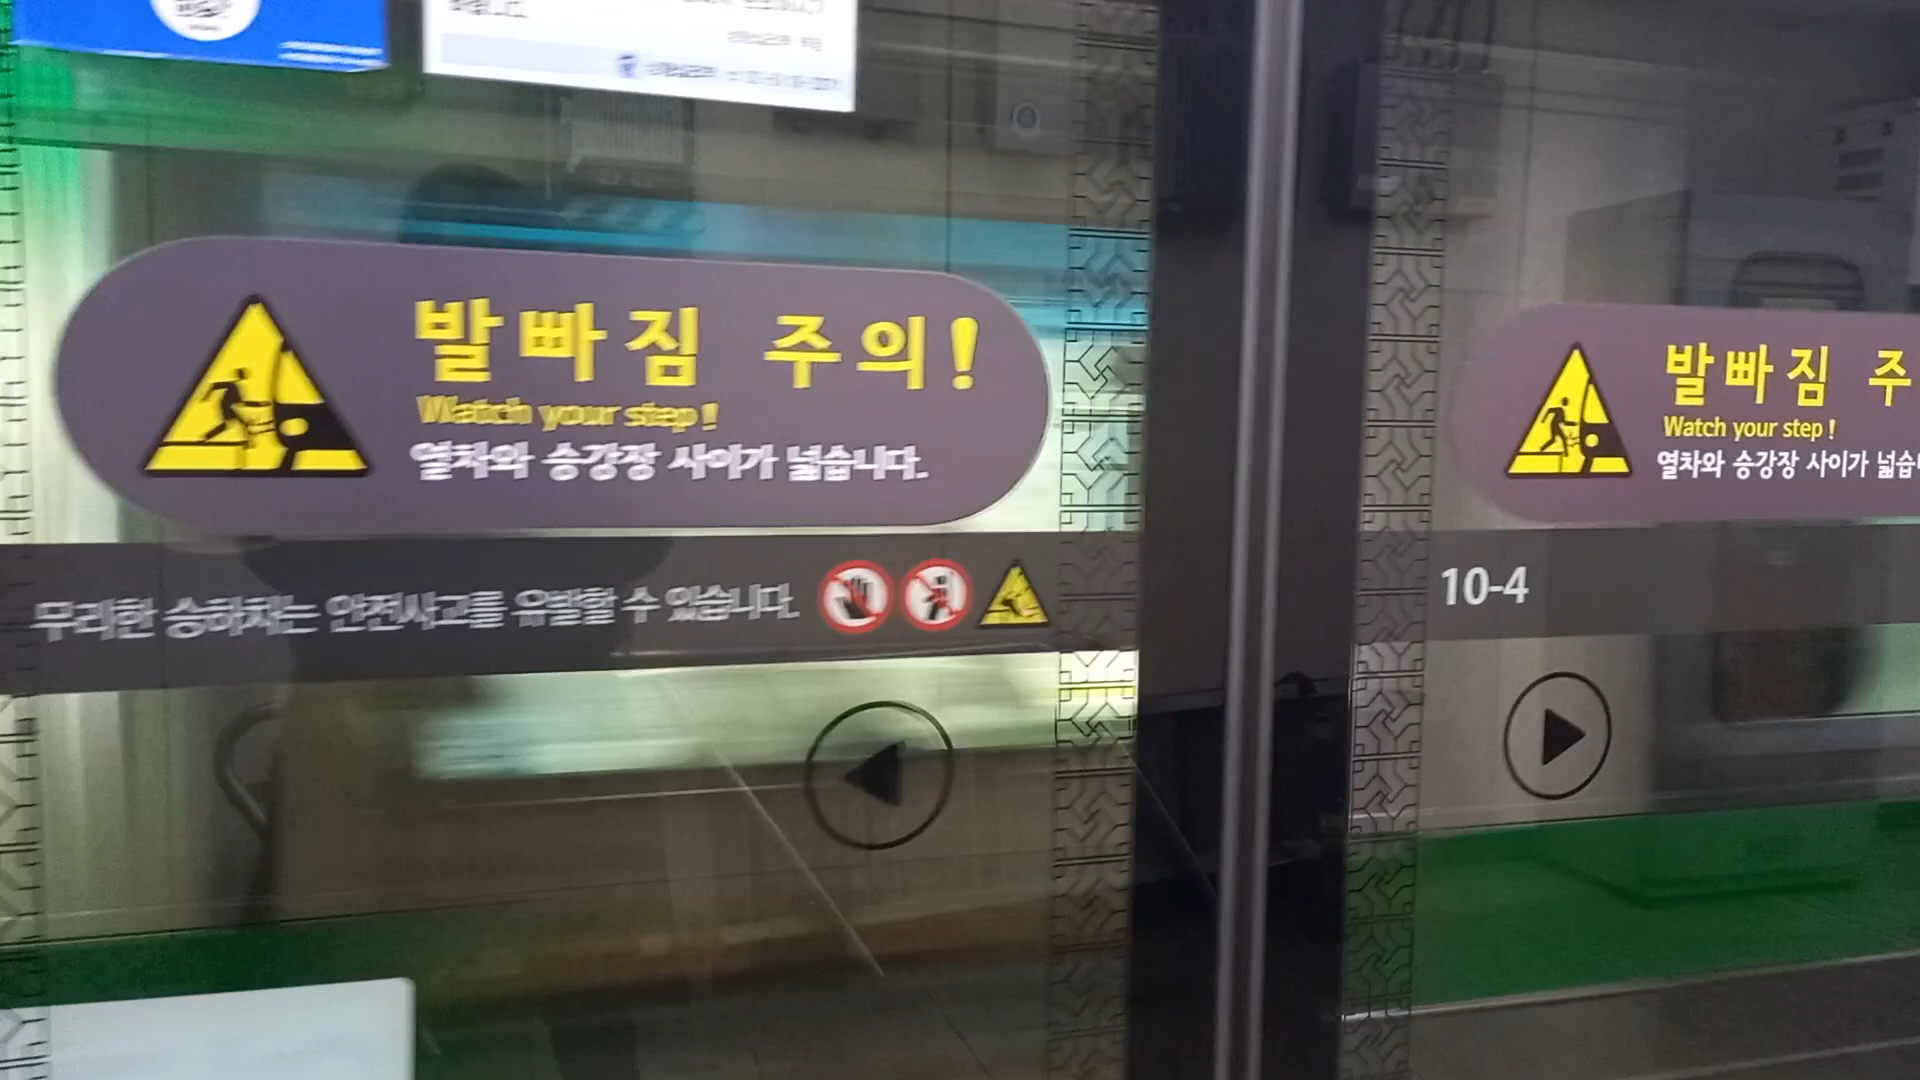 발빠짐 주의!
Watch your step!
열차와 승강장 사이가 넓습니다.
무리한 승하차는 안전사고를 유발할 수 있습니다.
발빠짐 주
Watch your step!
열차와 승강장 사이가 넓습
10-4